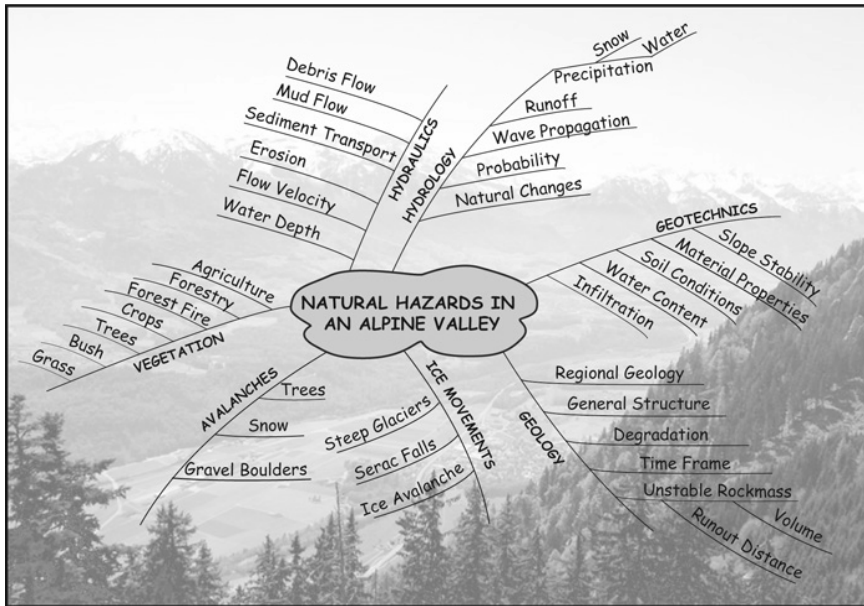 Debris Flow
Mud Flow
Sediment Transport
Erosion
Flow Velocity
Water Depth
HYDRAULICS
HYDROLOGY
Snow
Water
Precipitation
Runoff
Wave Propagation
Probability
Natural Changes
GEOTECHNICS
Slope Stability
Material Properties
Soil Conditions
Water Content
Infiltration
NATURAL HAZARDS IN
AN ALPINE VALLEY
Agriculture
Forestry
Forest Fire
Crops
Trees
Bush
Grass
VEGETATION
AVALANCHES
Trees
Snow
Gravel Boulders
ICE MOVEMENTS
Steep Glaciers
Serac Falls
Ice Avalanche
GEOLOGY
Regional Geology
General Structure
Degradation
Time Frame
Unstable Rockmass
Volume
Runout Distance